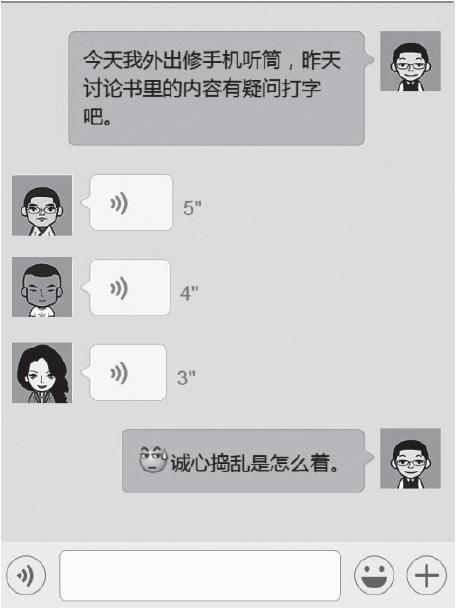 今天我外出修手机听筒，昨天
讨论书里的内容有疑问打字
吧。
5"
4"
3"
诚心捣乱是怎么着。